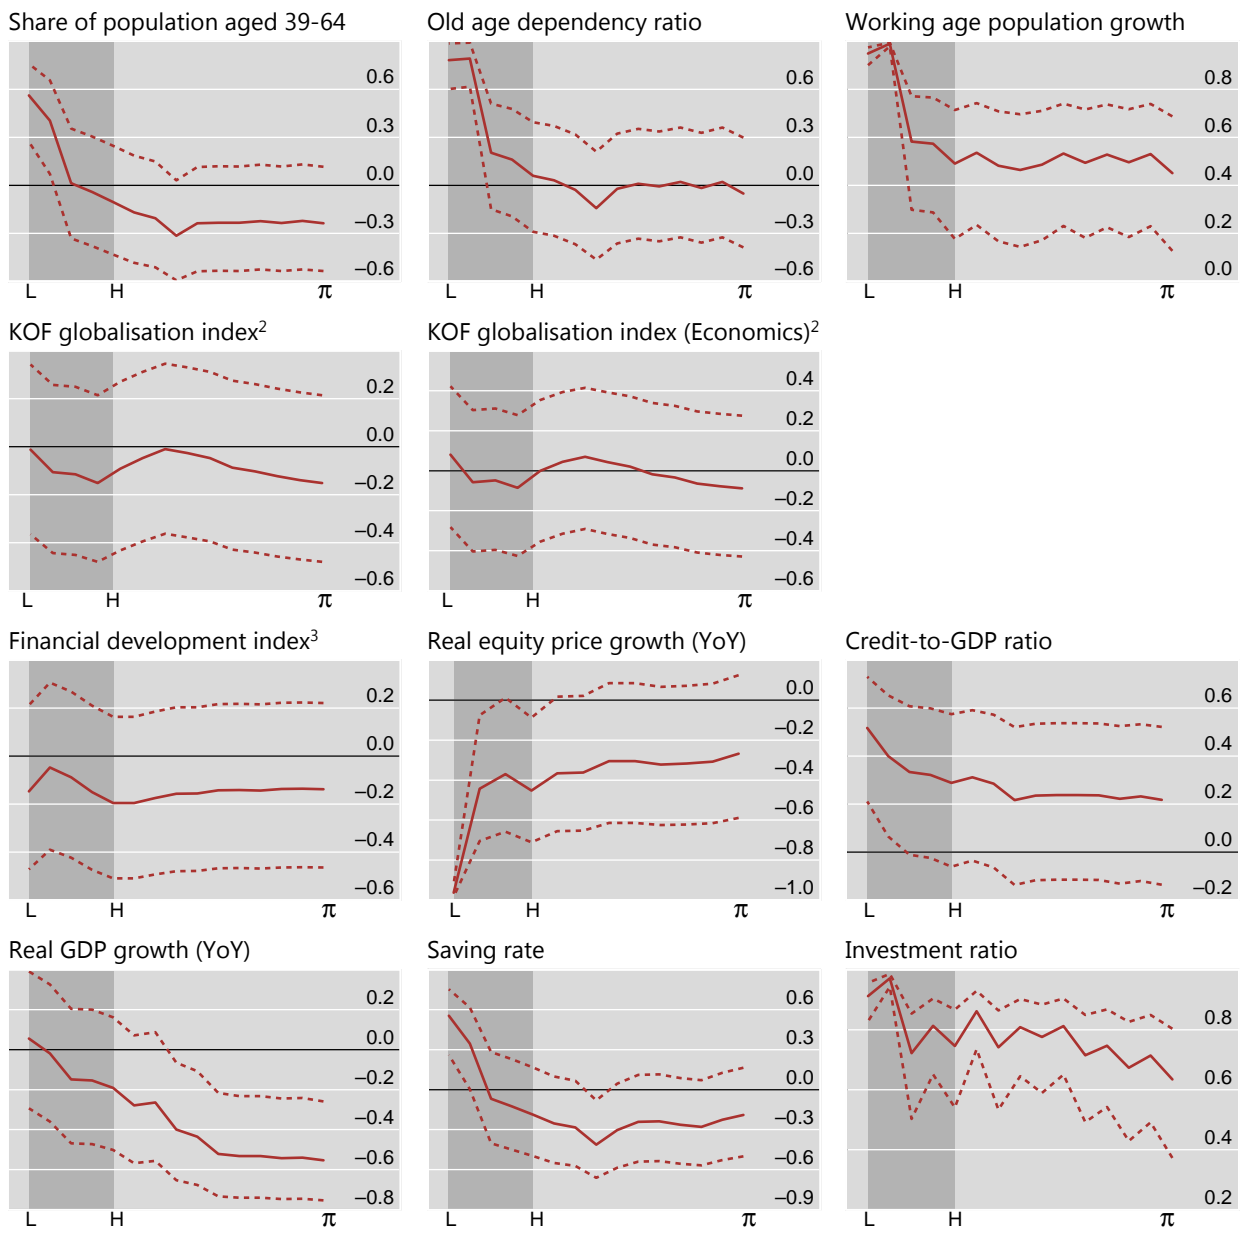 Share of population aged 39-64
0.6
0.3
0.0
–0.3
–0.6
L H π
Old age dependency ratio
0.6
0.3
0.0
–0.3
–0.6
L H π
Working age population growth
0.8
0.6
0.4
0.2
0.0
L H π
KOF globalisation index²
0.2
0.0
–0.2
–0.4
–0.6
L H π
KOF globalisation index (Economics)²
0.4
0.2
0.0
–0.2
–0.4
–0.6
L H π
Financial development index³
0.2
0.0
–0.2
–0.4
–0.6
L H π
Real equity price growth (YoY)
0.0
–0.2
–0.4
–0.6
–0.8
–1.0
L H π
Credit-to-GDP ratio
0.6
0.4
0.2
0.0
–0.2
L H π
Real GDP growth (YoY)
0.2
0.0
–0.2
–0.4
–0.6
–0.8
L H π
Saving rate
0.6
0.3
0.0
–0.3
–0.6
–0.9
L H π
Investment ratio
0.8
0.6
0.4
0.2
L H π